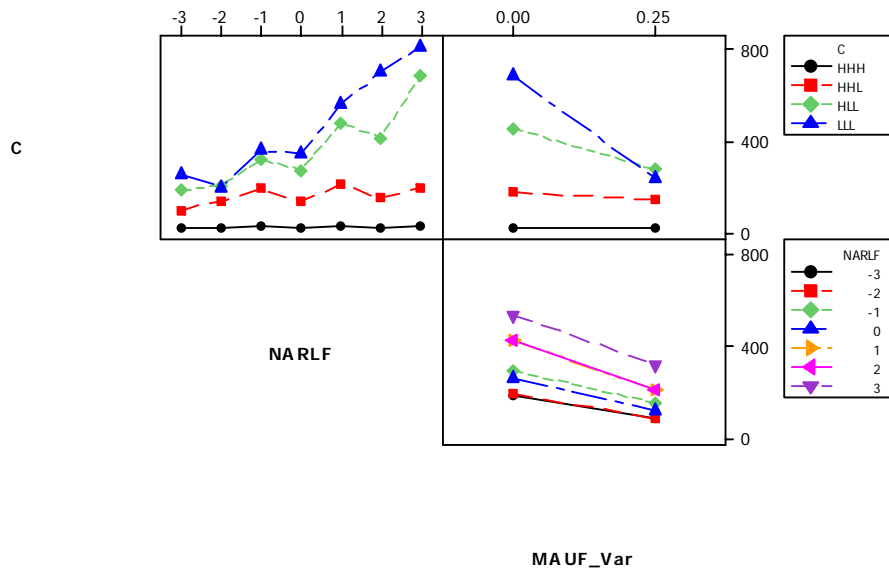 -3 -2 -1 0 1 2 3
0.00 0.25
800
400
0
C
C
HHH
HHL
HLL
LLL
800
400
0
NARLF
NARLF
-3
-2
-1
0
1
2
3
MAUF_Var